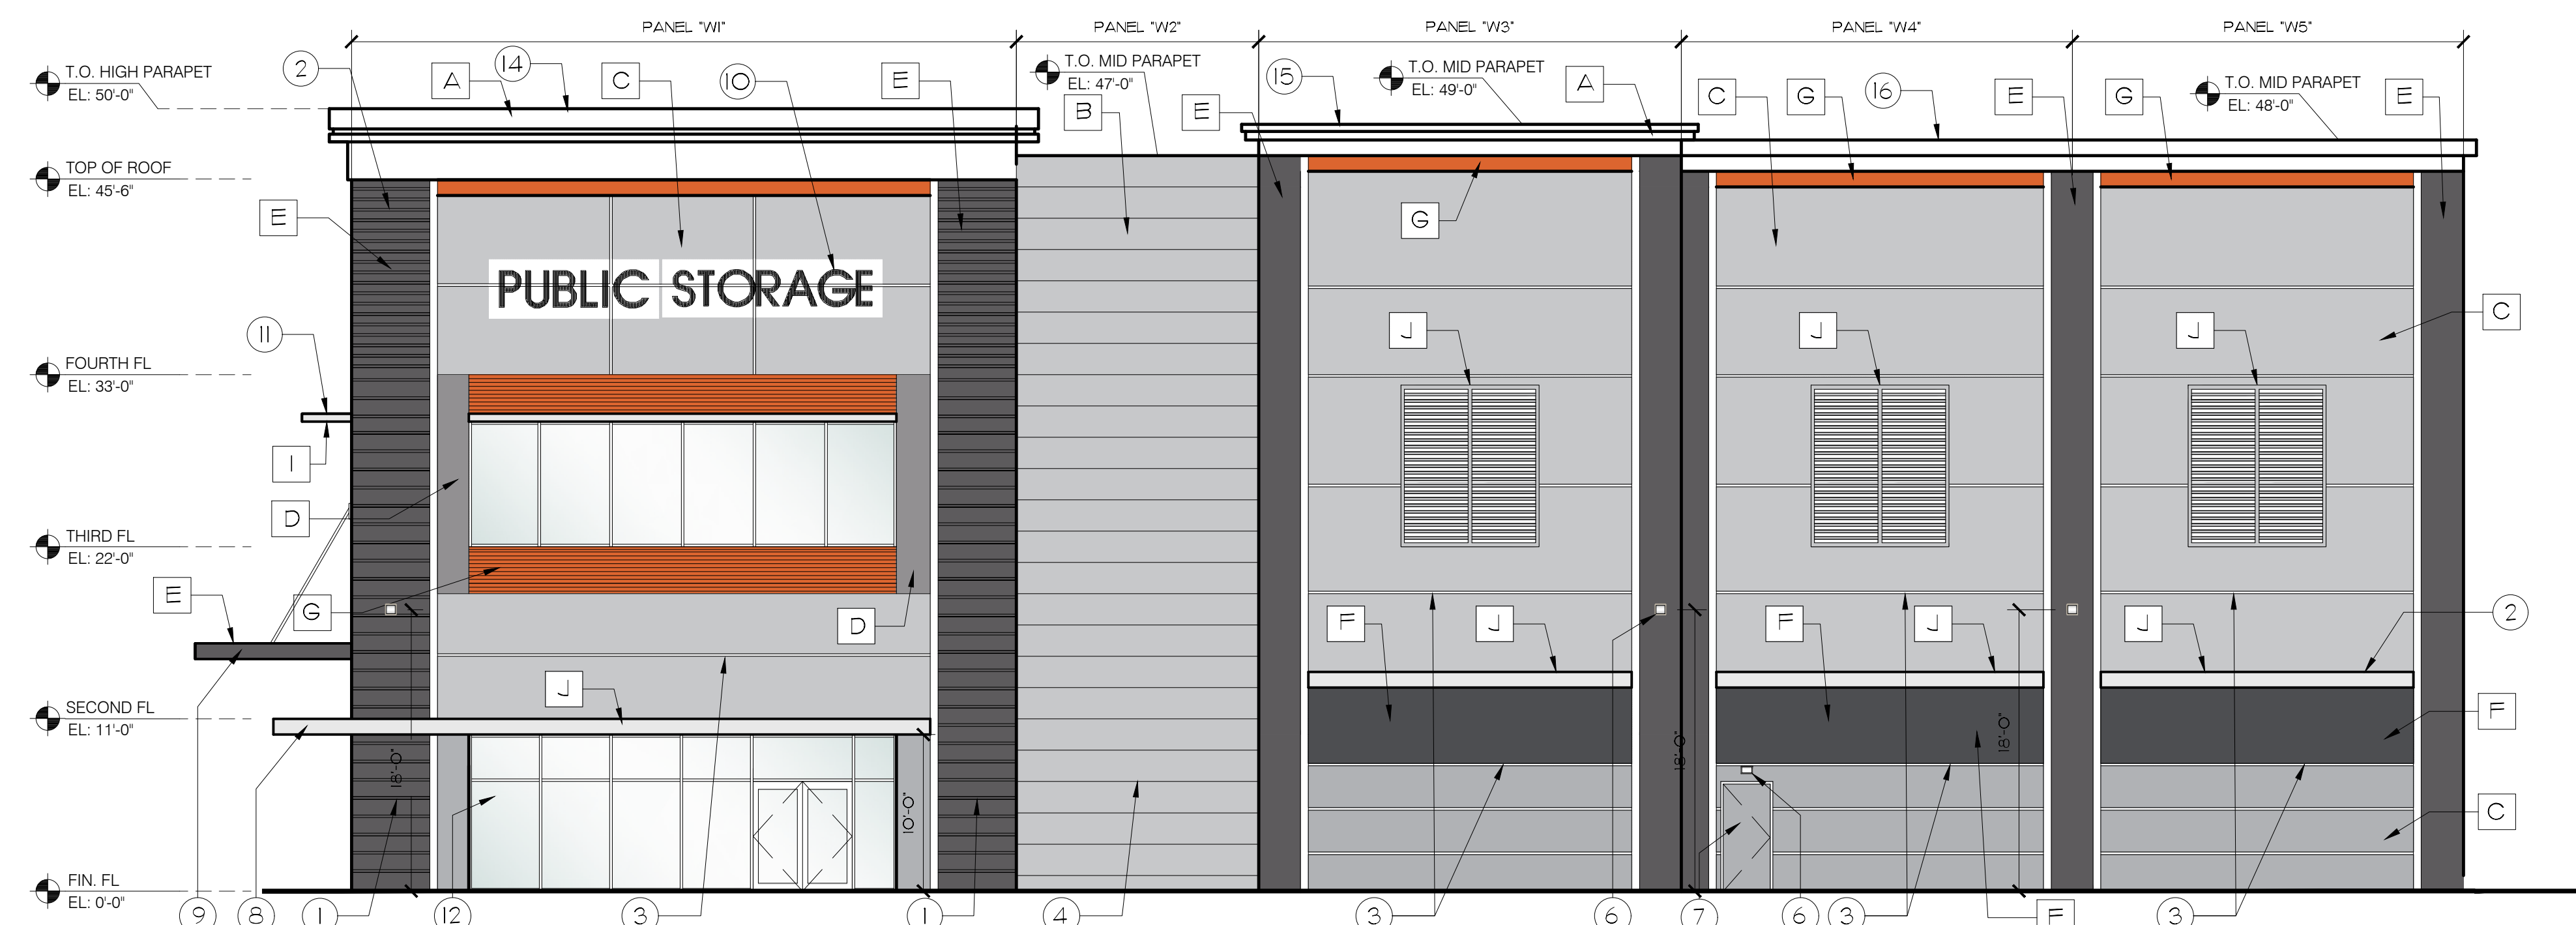 PANEL "W1"
PANEL "W2"
PANEL "W3"
PANEL "W4"
PANEL "W5"
T.O. HIGH PARAPET
EL: 50'-0"
2
A
14
C
10
E
T.O. MID PARAPET
EL: 47'-0"
B
E
15
T.O. MID PARAPET
EL: 49'-0"
A
C
G
16
E
G
T.O. MID PARAPET
EL: 48'-0"
E
TOP OF ROOF
EL: 45'-6"
E
G
PUBLIC STORAGE
11
J
J
J
C
FOURTH FL
EL: 33'-0"
I
D
THIRD FL
EL: 22'-0"
E
G
D
F
J
6
F
J
J
2
J
SECOND FL
EL: 11'-0"
F
18'-0"
10'-0"
18'-0"
18'-0"
C
FIN. FL
EL: 0'-0"
9
8
1
12
3
1
4
3
6
7
6
3
F
3